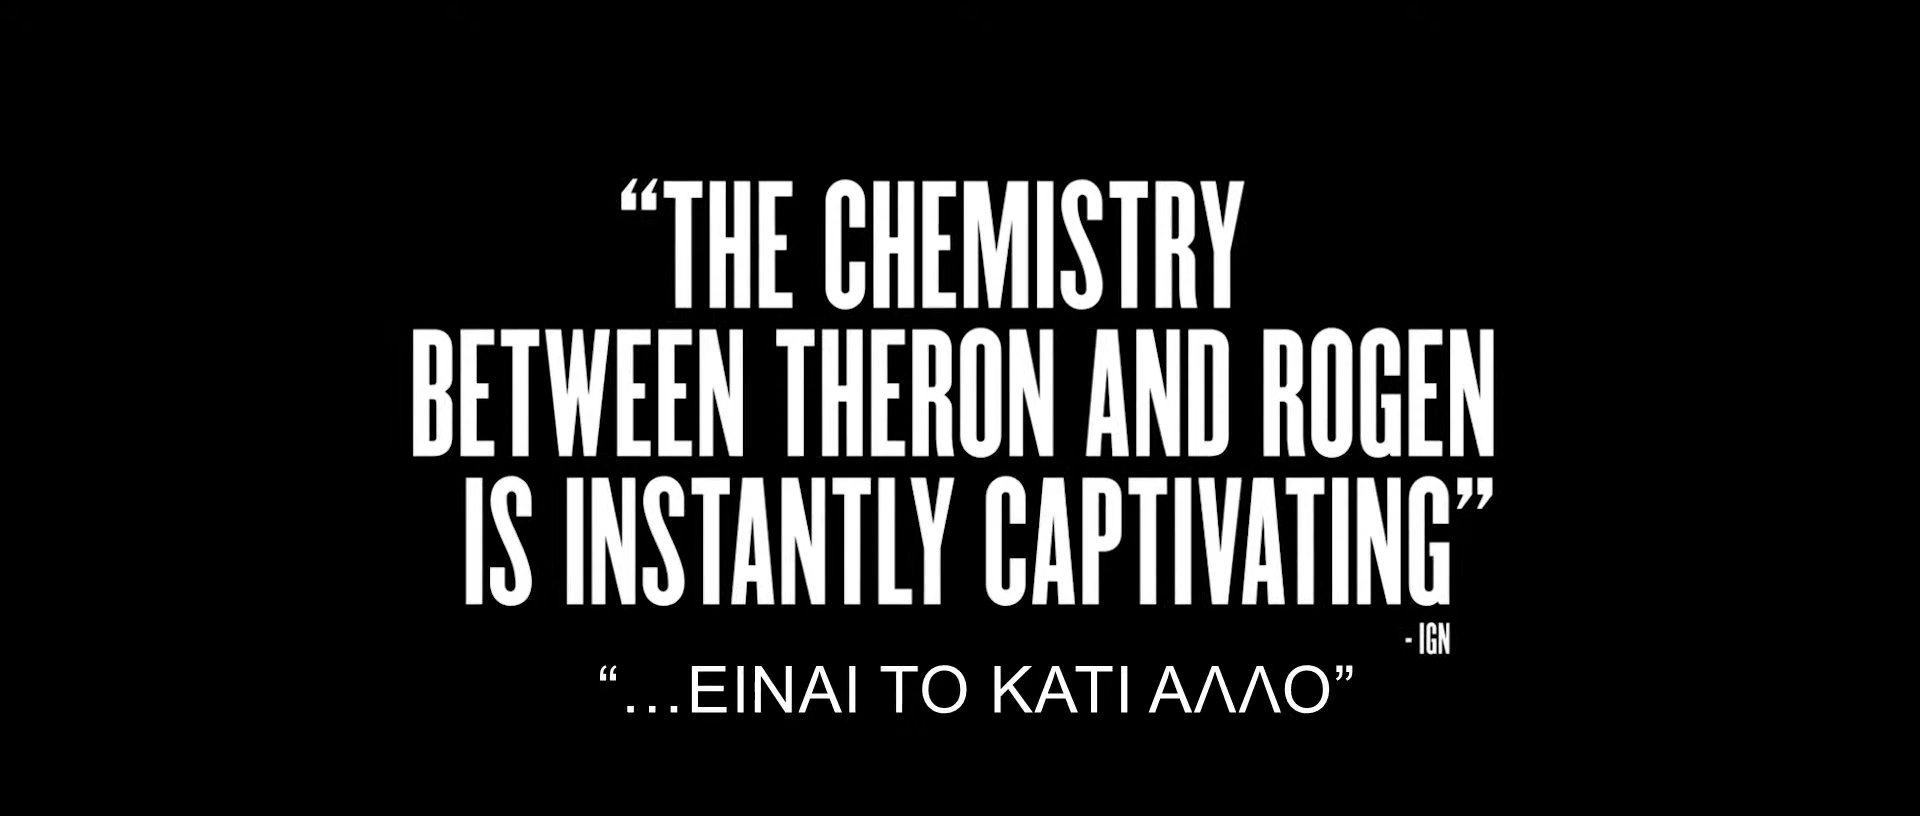 “THE CHEMISTRY
BETWEEN THERON AND ROGEN
IS INSTANTLY CAPTIVATING”
- IGN
“...ΕΙΝΑΙ ΤΟ ΚΑΤΙ ΑΛΛΟ”